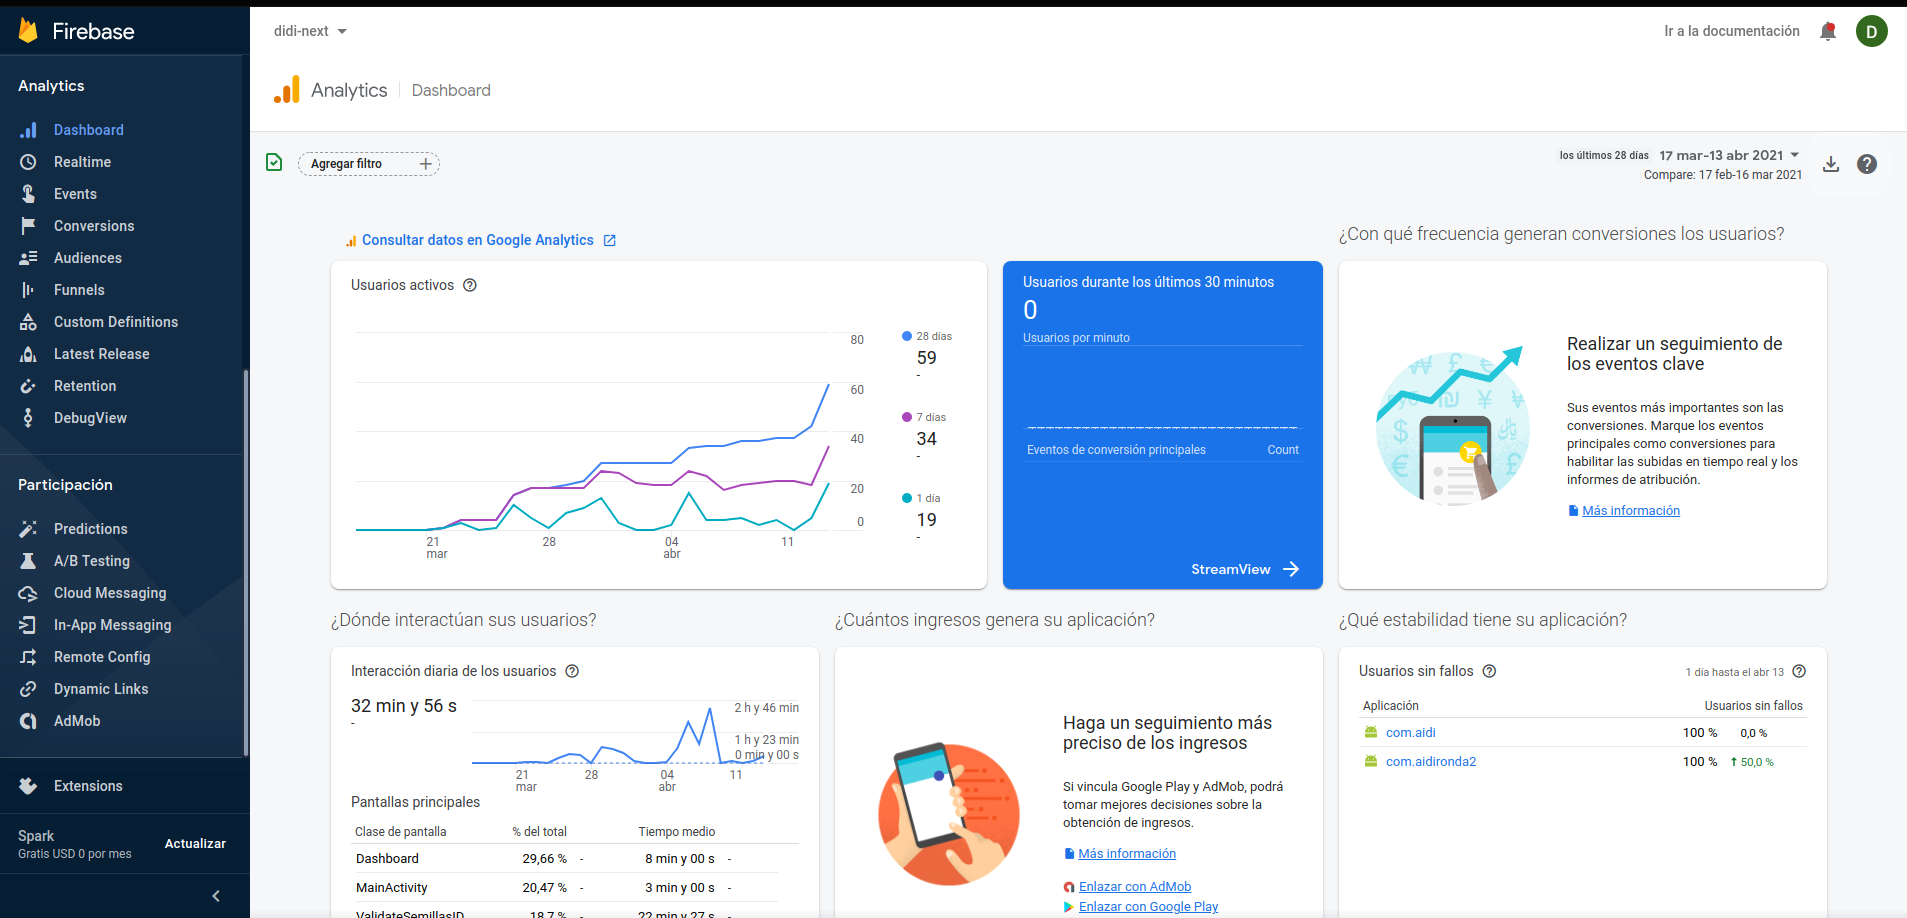 Firebase
Analytics
Dashboard
Realtime
Events
Conversions
Audiences
Funnels
Custom Definitions
Latest Release
Retention
DebugView
Participación
Predictions
A/B Testing
Cloud Messaging
In-App Messaging
Remote Config
Dynamic Links
AdMob
Extensions
Spark
Gratis USD 0 por mes
Actualizar
didi-next
Ir a la documentación
D
Analytics
Dashboard
Agregar filtro
los últimos 28 días 17 mar-13 abr 2021
Compare: 17 feb-16 mar 2021
Consultar datos en Google Analytics
Usuarios activos
80
60
40
20
0
21
mar
28
04
abr
11
28 días
59
-
7 días
34
-
1 día
19
-
Usuarios durante los últimos 30 minutos
0
Usuarios por minuto
Eventos de conversión principales Count
StreamView
¿Con qué frecuencia generan conversiones los usuarios?
Realizar un seguimiento de
los eventos clave
Sus eventos más importantes son las
conversiones. Marque los eventos
principales como conversiones para
habilitar las subidas en tiempo real y los
informes de atribución.
Más información
¿Dónde interactúan sus usuarios?
Interacción diaria de los usuarios
32 min y 56 s
-
2 h y 46 min
1 h y 23 min
0 min y 00 s
21
mar
28
04
abr
11
Pantallas principales
Clase de pantalla % del total Tiempo medio
Dashboard 29,66 % - 8 min y 00 s -
MainActivity 20,47 % - 3 min y 00 s -
ValidateSemillasID 18,7 % - 22 min y 27 s -
¿Cuántos ingresos genera su aplicación?
Haga un seguimiento más
preciso de los ingresos
Si vincula Google Play y AdMob, podrá
tomar mejores decisiones sobre la
obtención de ingresos.
Más información
Enlazar con AdMob
Enlazar con Google Play
¿Qué estabilidad tiene su aplicación?
Usuarios sin fallos 1 día hasta el abr 13
Aplicación Usuarios sin fallos
com.aidi 100 % 0,0 %
com.aidironda2 100 % 50,0 %